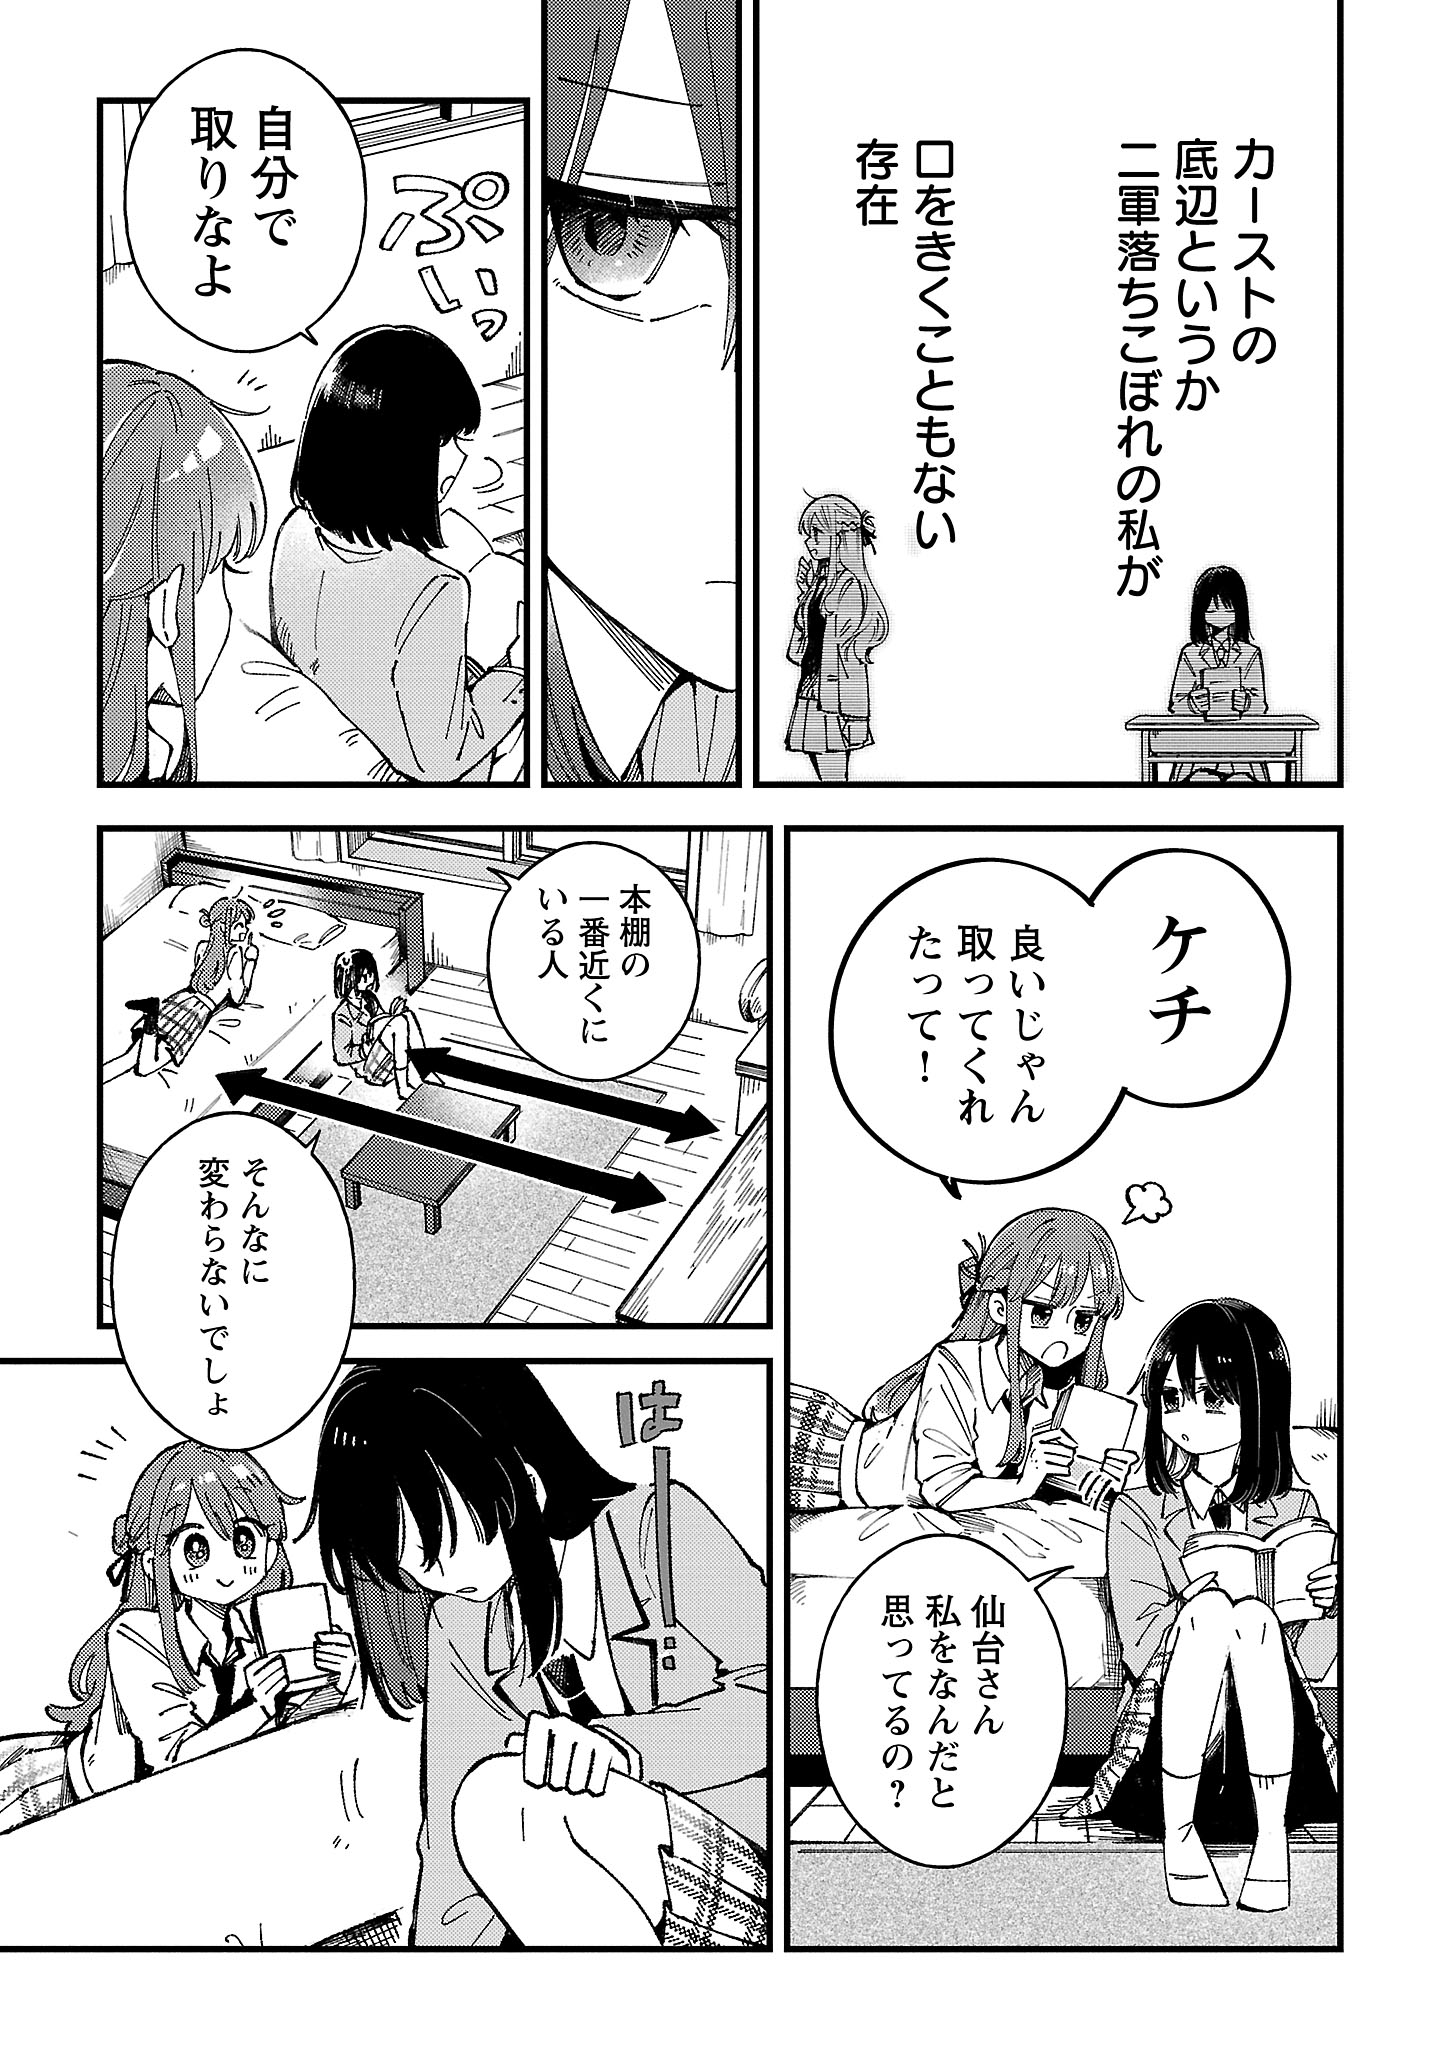 カーストの
底辺というか
二軍落ちこぼれの私が
口をきくこともない
存在
自分で
取りなよ
ぷいっ
ケチ
良いじゃん
取ってくれ
たって！
仙台さん
私をなんだと
思ってるの？
本棚の
一番近くに
いる人
そんなに
変わらないでしょ
はー…